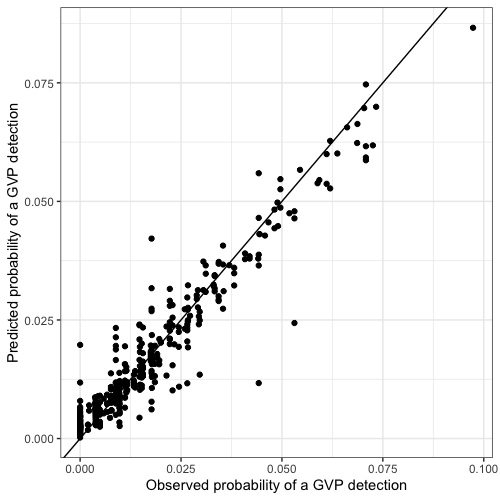 Predicted probability of a GVP detection
0.075
0.050
0.025
0.000
0.000 0.025 0.050 0.075 0.100
Observed probability of a GVP detection